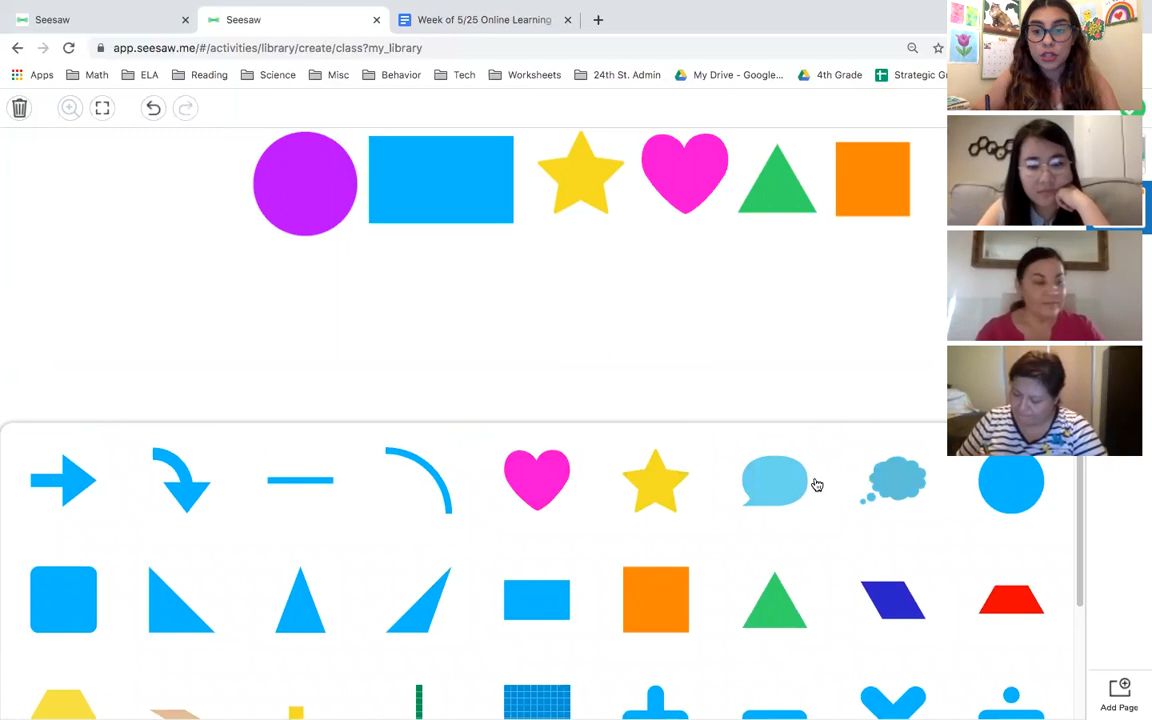 Seesaw
Seesaw
Week of 5/25 Online Learning
app.seesaw.me/#/activities/library/create/class?my_library
Apps
Math
ELA
Reading
Science
Misc
Behavior
Tech
Worksheets
24th St. Admin
My Drive - Google...
4th Grade
Strategic Gr
Add Page